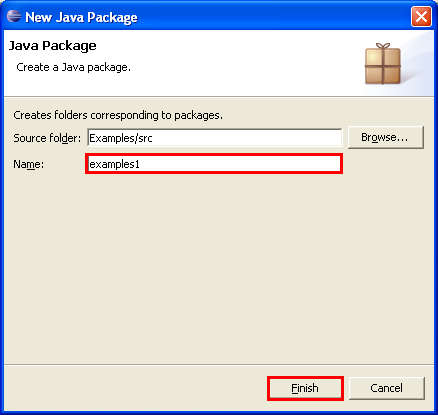 New Java Package
Java Package
Create a Java package.
Creates folders corresponding to packages.
Source folder: Examples/src Browse...
Name: examples1
Finish Cancel